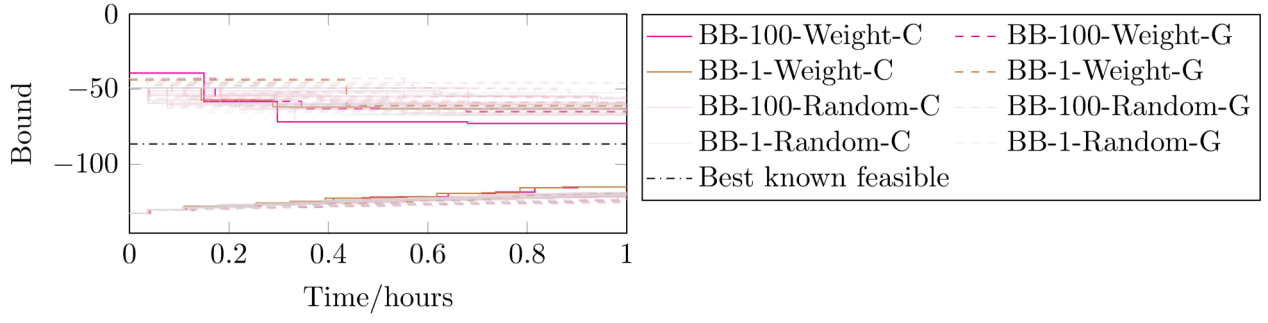 0
−50
−100
Bound
0
0.2
0.4
0.6
0.8
1
Time/hours
BB-100-Weight-C
BB-100-Weight-G
BB-1-Weight-C
BB-1-Weight-G
BB-100-Random-C
BB-100-Random-G
BB-1-Random-C
BB-1-Random-G
Best known feasible